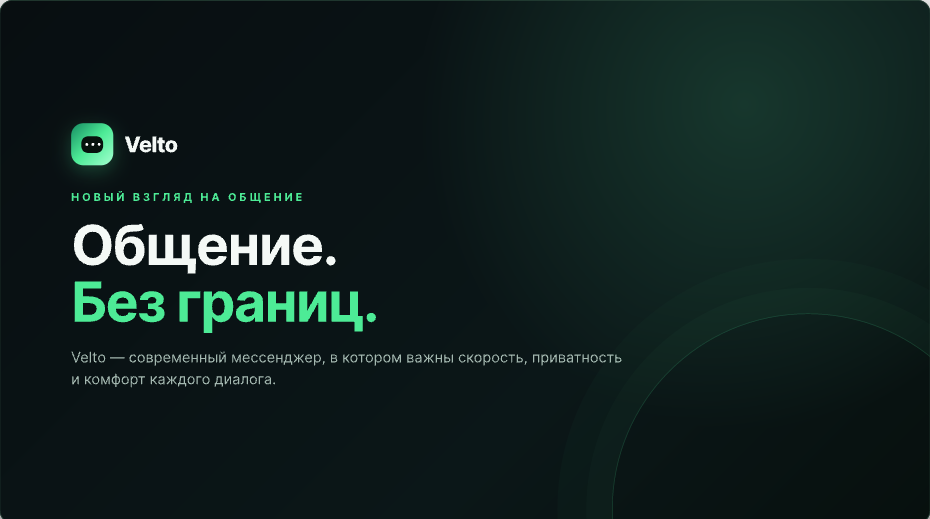 Velto
НОВЫЙ ВЗГЛЯД НА ОБЩЕНИЕ
Общение.
Без границ.
Velto — современный мессенджер, в котором важны скорость, приватность
и комфорт каждого диалога.